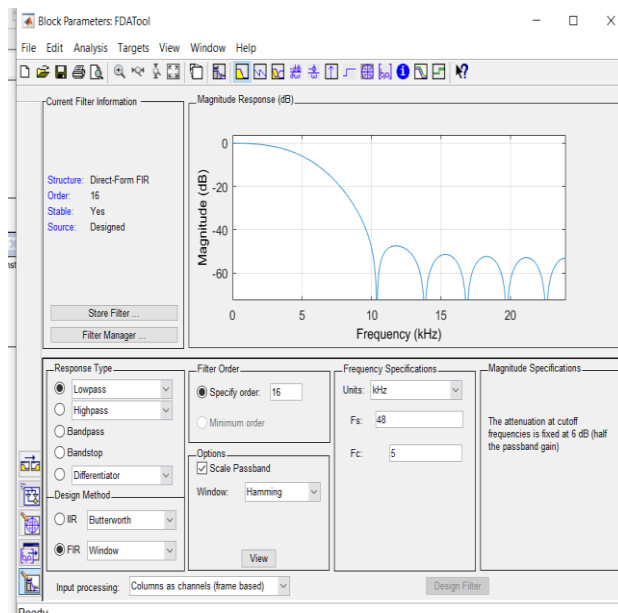 Block Parameters: FDATool
File Edit Analysis Targets View Window Help
Current Filter Information
Structure: Direct-Form FIR
Order: 16
Stable: Yes
Source: Designed
Store Filter ...
Filter Manager ...
Magnitude Response (dB)
Magnitude (dB)
0
-20
-40
-60
0 5 10 15 20
Frequency (kHz)
Response Type
Lowpass
Highpass
Bandpass
Bandstop
Differentiator
Design Method
IIR Butterworth
FIR Window
Filter Order
Specify order: 16
Minimum order
Options
Scale Passband
Window: Hamming
View
Frequency Specifications
Units: kHz
Fs: 48
Fc: 5
Magnitude Specifications
The attenuation at cutoff
frequencies is fixed at 6 dB (half
the passband gain)
Input processing: Columns as channels (frame based)
Design Filter
Ready